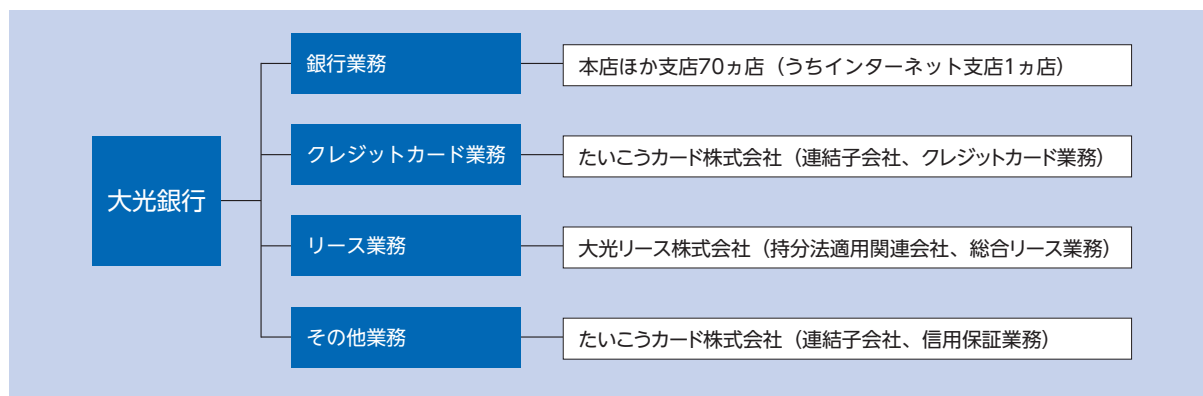 大光銀行
銀行業務
本店ほか支店70ヵ店（うちインターネット支店1ヵ店）
クレジットカード業務
たいこうカード株式会社（連結子会社、クレジットカード業務）
リース業務
大光リース株式会社（持分法適用関連会社、総合リース業務）
その他業務
たいこうカード株式会社（連結子会社、信用保証業務）